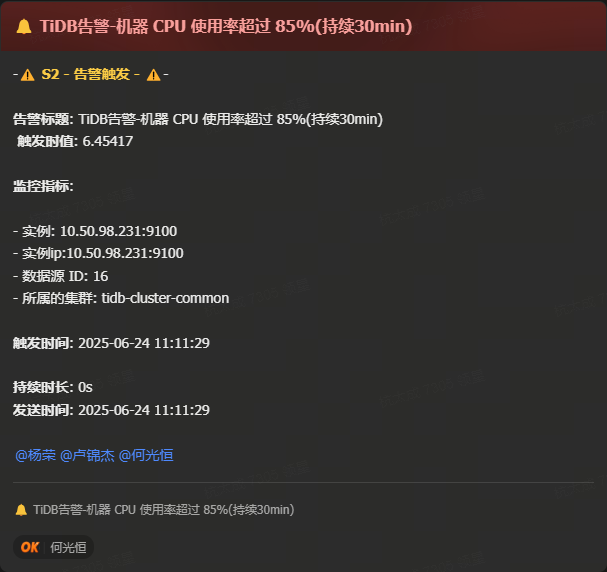 TiDB告警-机器 CPU 使用率超过 85%(持续30min)
- S2 - 告警触发 - -
告警标题: TiDB告警-机器 CPU 使用率超过 85%(持续30min)
触发时值: 6.45417
监控指标:
- 实例: 10.50.98.231:9100
- 实例ip:10.50.98.231:9100
- 数据源 ID: 16
- 所属的集群: tidb-cluster-common
触发时间: 2025-06-24 11:11:29
持续时长: 0s
发送时间: 2025-06-24 11:11:29
@杨荣 @卢锦杰 @何光恒
TiDB告警-机器 CPU 使用率超过 85%(持续30min)
OK 何光恒